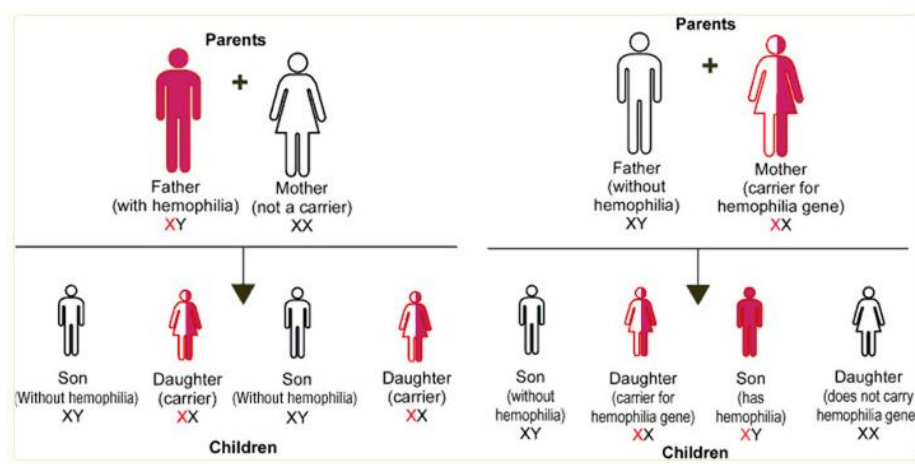 Parents
+
Father
(with hemophilia)
XY
Mother
(not a carrier)
XX
Son
(Without hemophilia)
XY
Daughter
(carrier)
XX
Son
(Without hemophilia)
XY
Daughter
(carrier)
XX
Children
Parents
+
Father
(without
hemophilia)
XY
Mother
(carrier for
hemophilia gene)
XX
Son
(without
hemophilia)
XY
Daughter
(carrier for
hemophilia gene)
XX
Son
(has
hemophilia)
XY
Daughter
(does not carry
hemophilia gene)
XX
Children